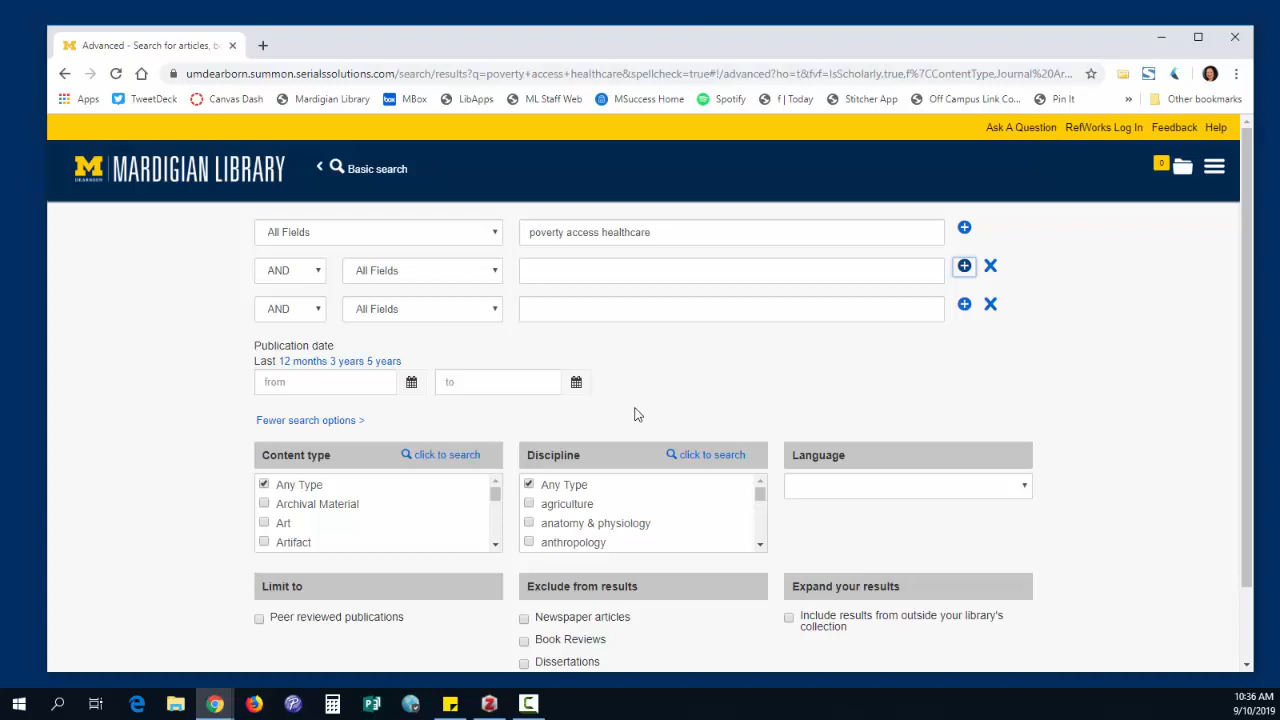 Advanced - Search for articles, b
umdearborn.summon.serialssolutions.com/search/results?q=poverty+access+healthcare&spellcheck=true#!/advanced?ho=t&fvf=IsScholarly,true,f%7CContentType,Journal%20Ar...
Apps TweetDeck Canvas Dash Mardigian Library MBox LibApps ML Staff Web MSuccess Home Spotify f | Today Stitcher App Off Campus Link Co... Pin It » Other bookmarks
Ask A Question RefWorks Log In Feedback Help
M DEARBORN MARDIGIAN LIBRARY Basic search 0
All Fields poverty access healthcare
AND All Fields
AND All Fields
Publication date
Last 12 months 3 years 5 years
from to
Fewer search options >
Content type click to search Discipline click to search Language
Any Type Any Type
Archival Material agriculture
Art anatomy & physiology
Artifact anthropology
Limit to Exclude from results Expand your results
Peer reviewed publications Newspaper articles Include results from outside your library's
collection
Book Reviews
Dissertations
10:36 AM
9/10/2019